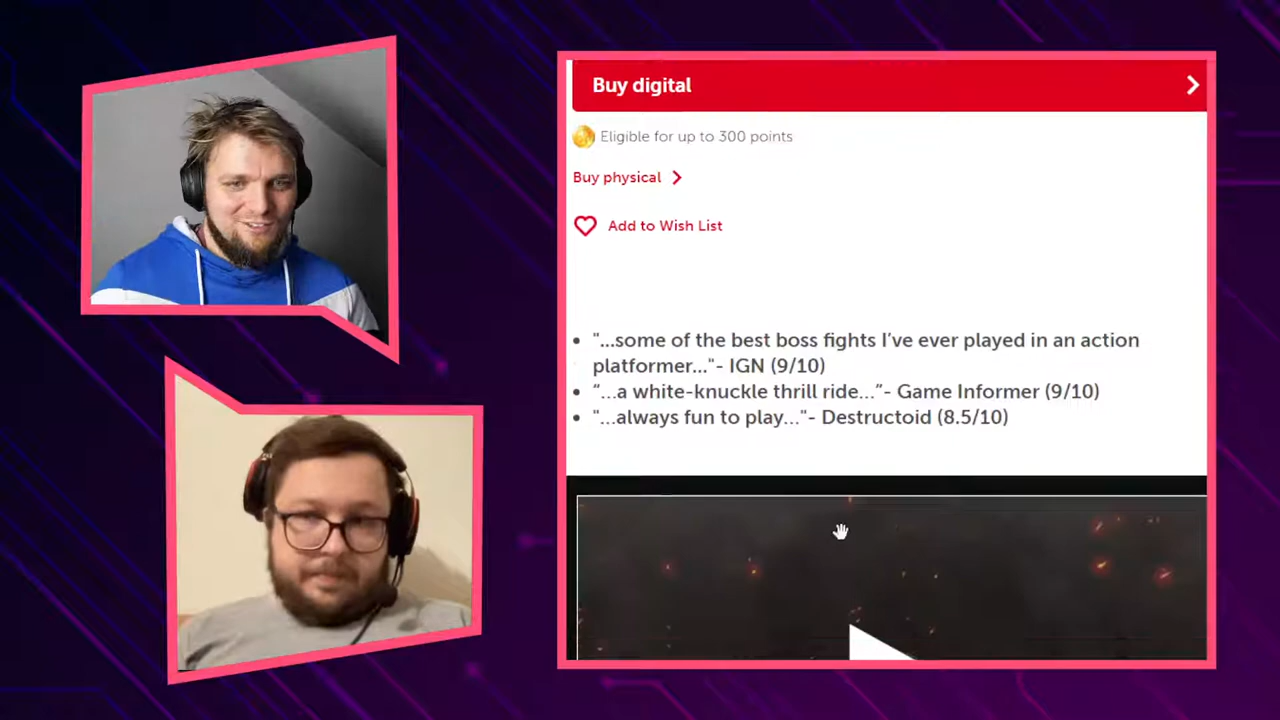 Buy digital
Eligible for up to 300 points
Buy physical
Add to Wish List
"...some of the best boss fights I’ve ever played in an action
platformer..."- IGN (9/10)
“...a white-knuckle thrill ride...”- Game Informer (9/10)
"...always fun to play..."- Destructoid (8.5/10)